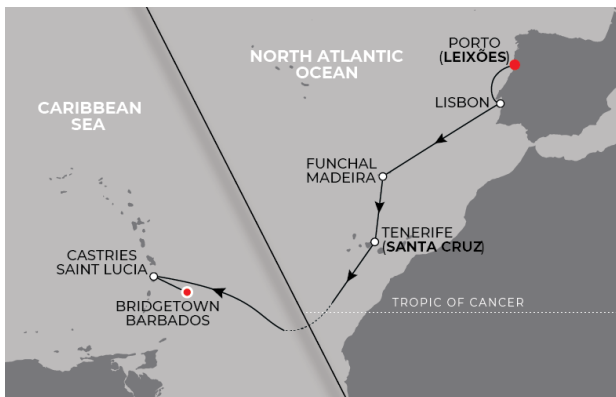 NORTH ATLANTIC
OCEAN
PORTO
(LEIXÕES)
CARIBBEAN
SEA
LISBON
FUNCHAL
MADEIRA
TENERIFE
(SANTA CRUZ)
CASTRIES
SAINT LUCIA
BRIDGETOWN
BARBADOS
TROPIC OF CANCER